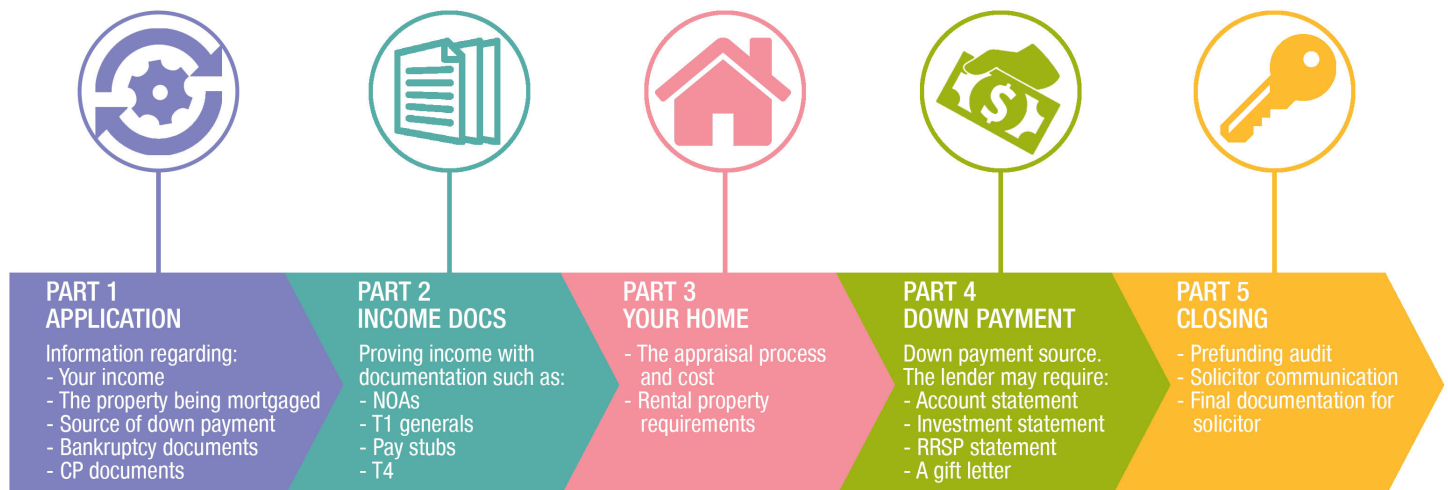 PART 1
APPLICATION
Information regarding:
- Your income
- The property being mortgaged
- Source of down payment
- Bankruptcy documents
- CP documents
PART 2
INCOME DOCS
Proving income with
documentation such as:
- NOAs
- T1 generals
- Pay stubs
- T4
PART 3
YOUR HOME
- The appraisal process
and cost
- Rental property
requirements
PART 4
DOWN PAYMENT
Down payment source.
The lender may require:
- Account statement
- Investment statement
- RRSP statement
- A gift letter
PART 5
CLOSING
- Prefunding audit
- Solicitor communication
- Final documentation for
solicitor
$